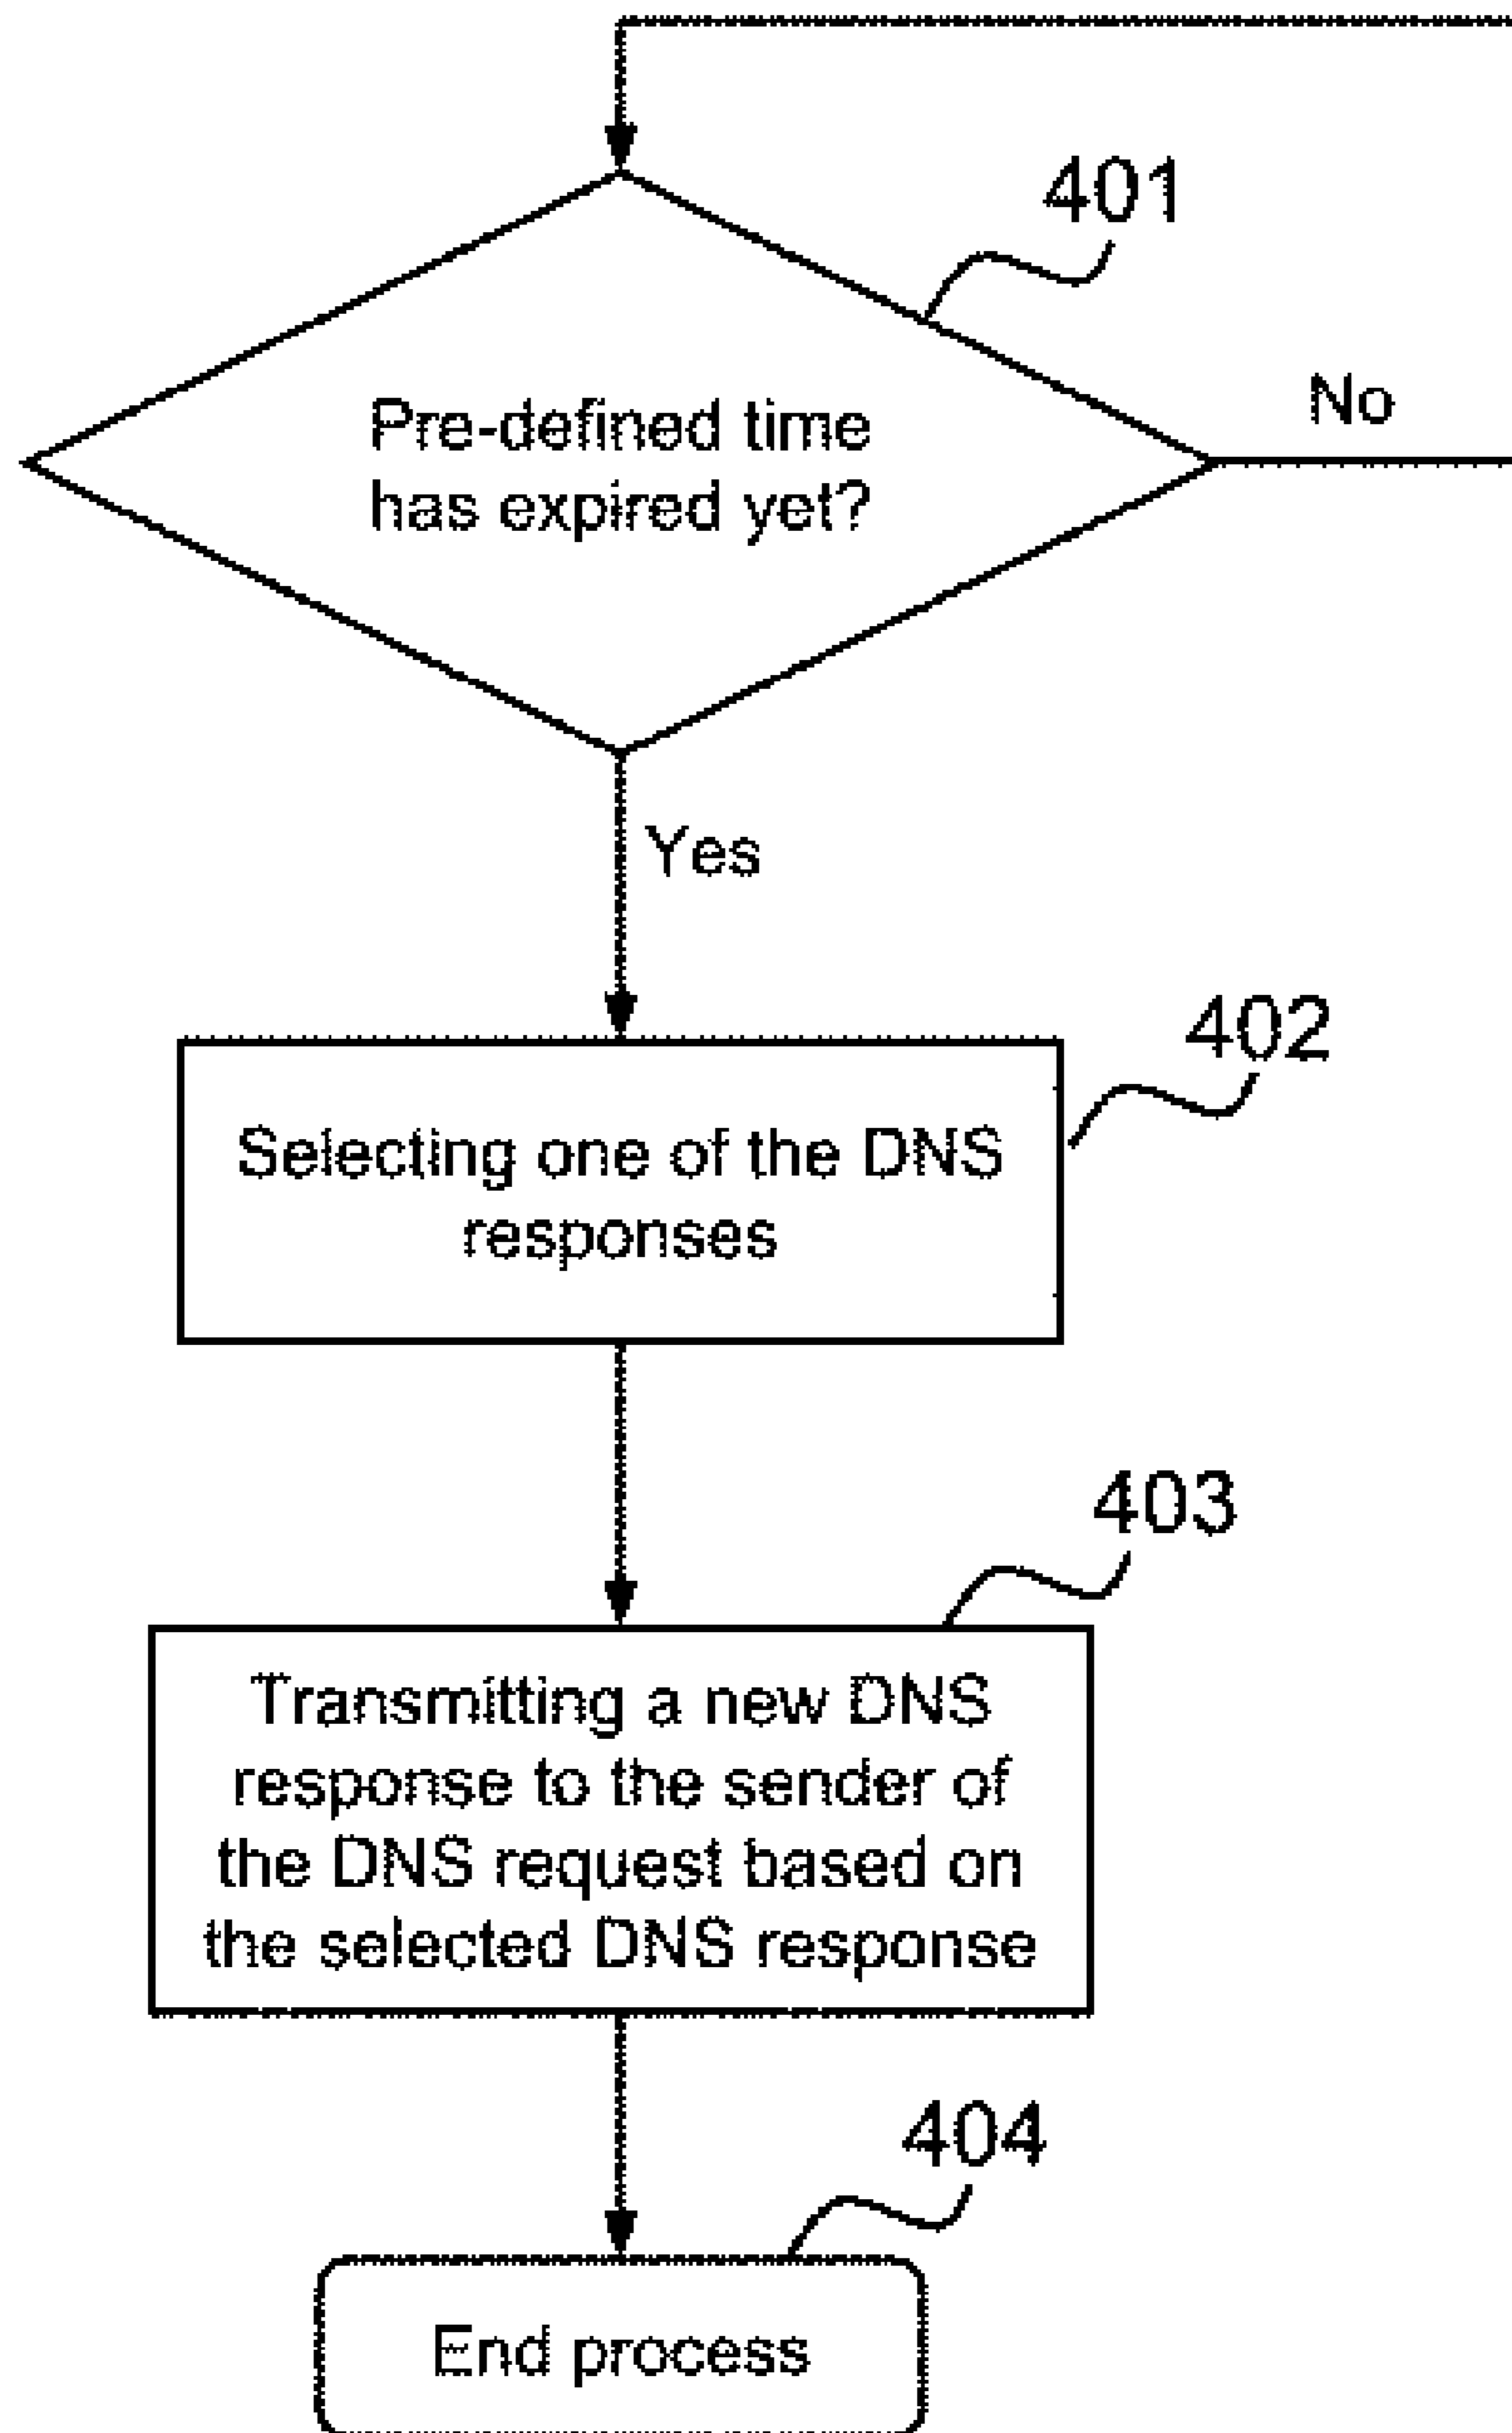 401
Pre-defined time
has expired yet?
No
Yes
402
Selecting one of the DNS
responses
403
Transmitting a new DNS
response to the sender of
the DNS request based on
the selected DNS response
404
End process